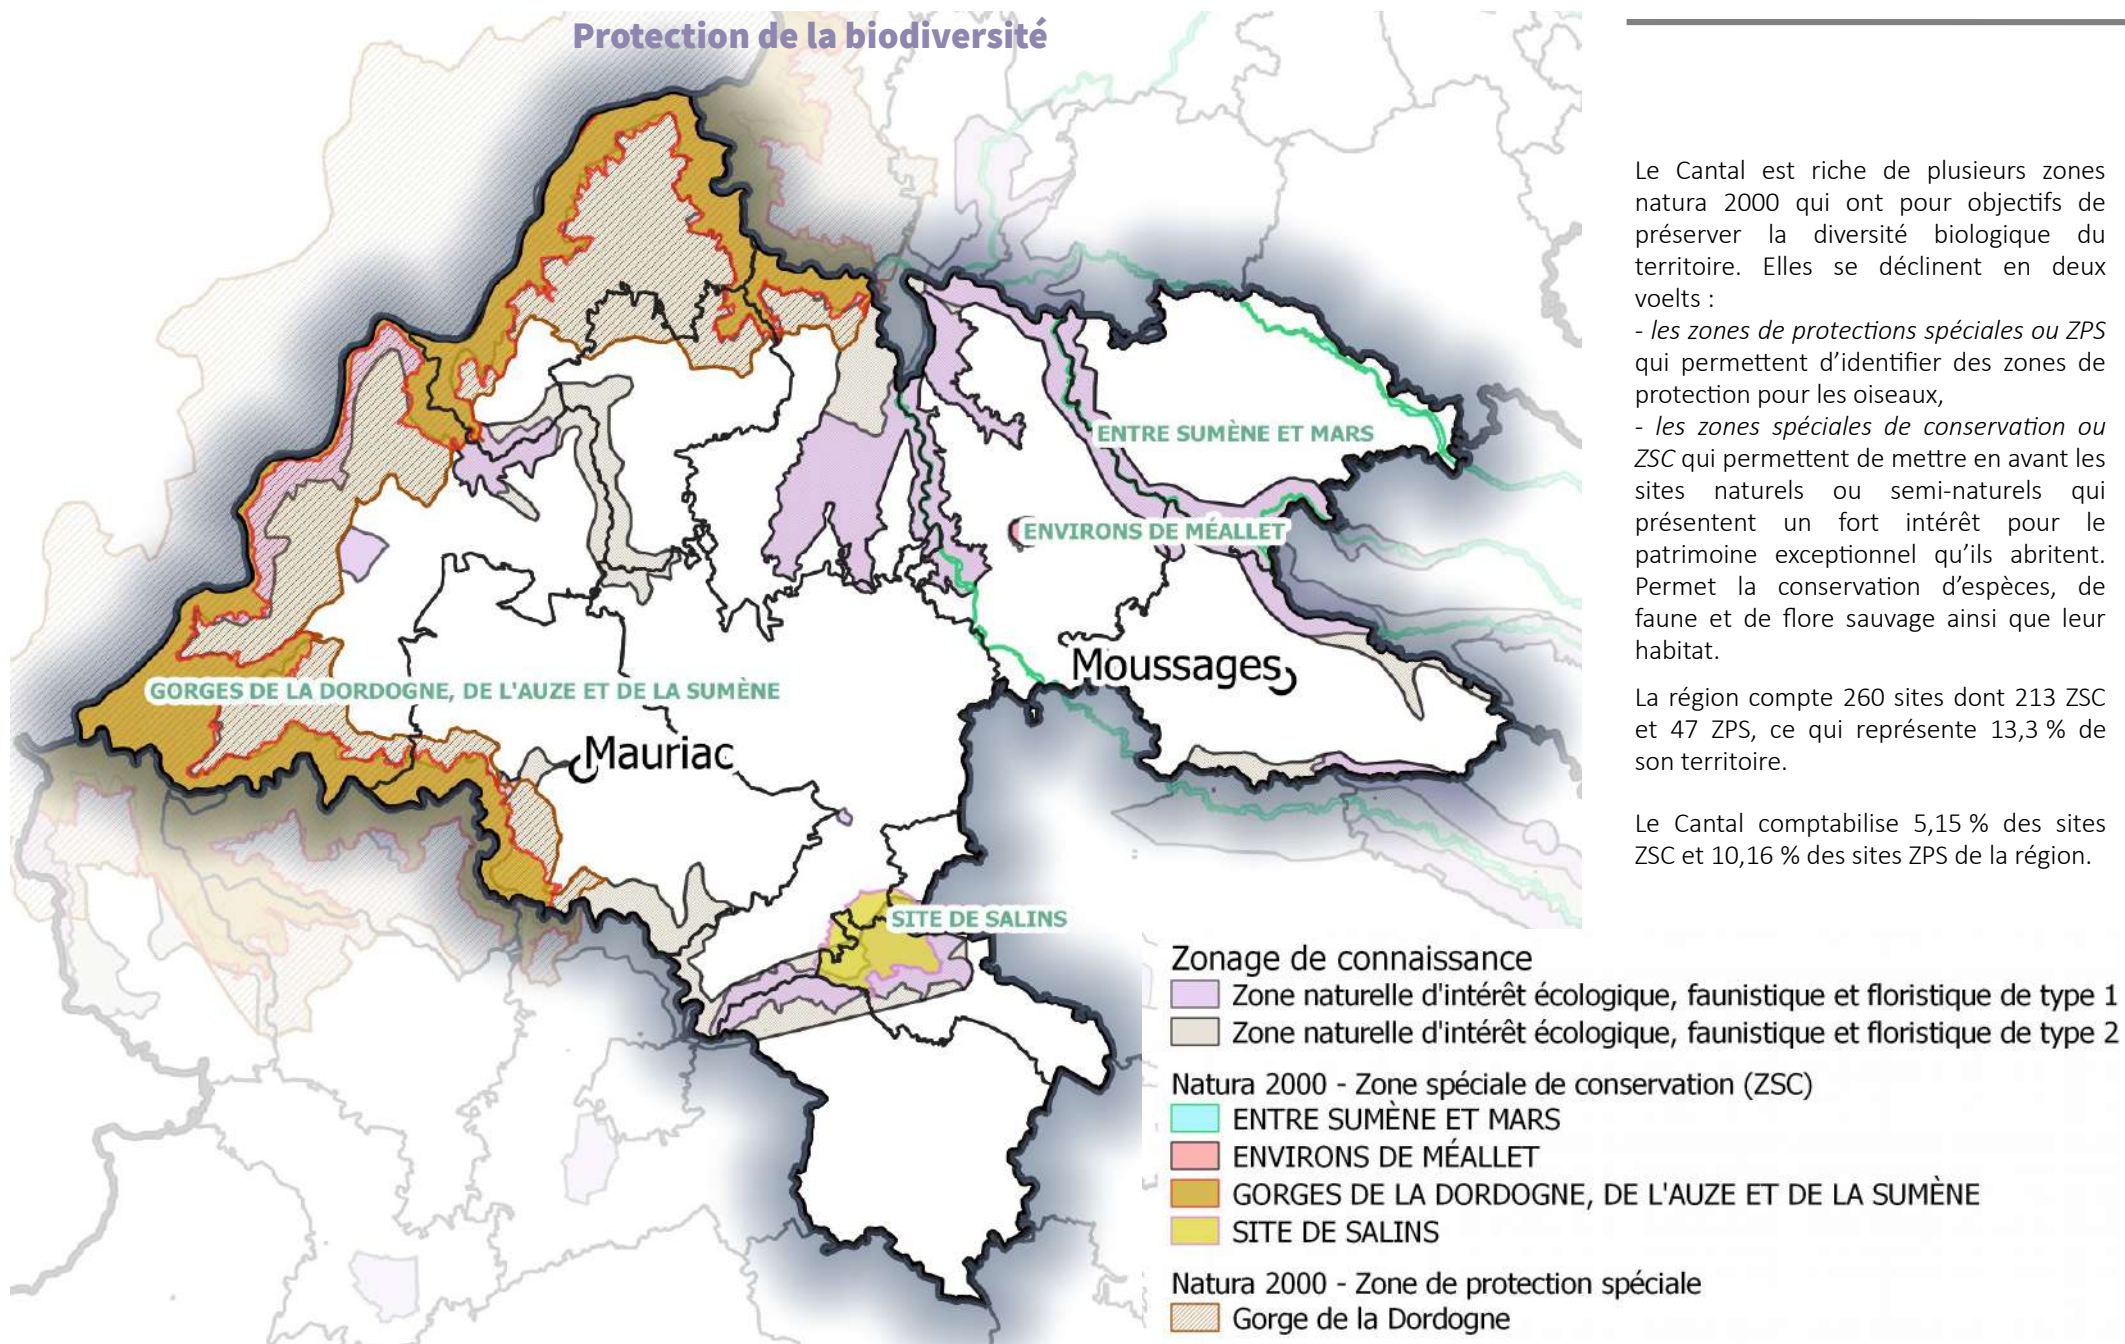 Protection de la biodiversité
Le Cantal est riche de plusieurs zones
natura 2000 qui ont pour objectifs de
préserver la diversité biologique du
territoire. Elles se déclinent en deux
voelts :
- les zones de protections spéciales ou ZPS
qui permettent d'identifier des zones de
protection pour les oiseaux,
- les zones spéciales de conservation ou
ZSC qui permettent de mettre en avant les
sites naturels ou semi-naturels qui
présentent un fort intérêt pour le
patrimoine exceptionnel qu'ils abritent.
Permet la conservation d'espèces, de
faune et de flore sauvage ainsi que leur
habitat.
La région compte 260 sites dont 213 ZSC
et 47 ZPS, ce qui représente 13,3 % de
son territoire.
Le Cantal comptabilise 5,15 % des sites
ZSC et 10,16 % des sites ZPS de la région.
ENTRE SUMÈNE ET MARS
ENVIRONS DE MÉALLET
Moussages
GORGES DE LA DORDOGNE, DE L'AUZE ET DE LA SUMÈNE
Mauriac
SITE DE SALINS
Zonage de connaissance
Zone naturelle d'intérêt écologique, faunistique et floristique de type 1
Zone naturelle d'intérêt écologique, faunistique et floristique de type 2
Natura 2000 - Zone spéciale de conservation (ZSC)
ENTRE SUMÈNE ET MARS
ENVIRONS DE MÉALLET
GORGES DE LA DORDOGNE, DE L'AUZE ET DE LA SUMÈNE
SITE DE SALINS
Natura 2000 - Zone de protection spéciale
Gorge de la Dordogne